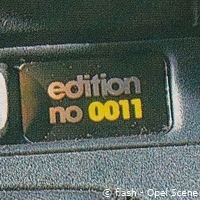 edition
no 0011
© flash - Opel Scene